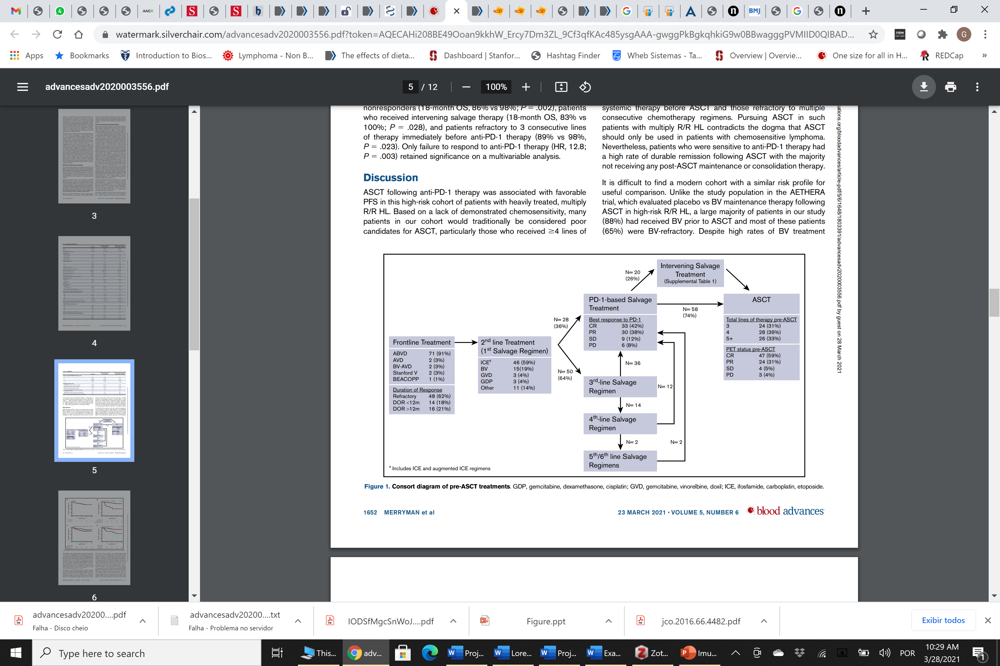 AACR
S
S
b
G
A
n
BMJ
G
n
watermark.silverchair.com/advancesadv2020003556.pdf?token=AQECAHi208BE49Ooan9kkhW_Ercy7Dm3ZL_9Cf3qfKAc485ysgAAA-gwggPkBgkqhkiG9w0BBwagggPVMIID0QIBAD...
G
Apps
Bookmarks
Introduction to Bios...
Lymphoma - Non B...
The effects of dieta...
Dashboard | Stanfor...
Hashtag Finder
Wheb Sistemas - Ta...
Overview | Overvie...
One size for all in H...
REDCap
»
advancesadv2020003556.pdf
5 / 12
100%
3
4
5
6
nonresponders (18-month OS, 86% vs 98%; P = .002), patients
who received intervening salvage therapy (18-month OS, 83% vs
100%; P = .028), and patients refractory to 3 consecutive lines
of therapy immediately before anti-PD-1 therapy (89% vs 98%,
P = .023). Only failure to respond to anti-PD-1 therapy (HR, 12.8;
P = .003) retained significance on a multivariable analysis.
Discussion
ASCT following anti-PD-1 therapy was associated with favorable
PFS in this high-risk cohort of patients with heavily treated, multiply
R/R HL. Based on a lack of demonstrated chemosensitivity, many
patients in our cohort would traditionally be considered poor
candidates for ASCT, particularly those who received ≥4 lines of
systemic therapy before ASCT and those refractory to multiple
consecutive chemotherapy regimens. Pursuing ASCT in such
patients with multiply R/R HL contradicts the dogma that ASCT
should only be used in patients with chemosensitive lymphoma.
Nevertheless, patients who were sensitive to anti-PD-1 therapy had
a high rate of durable remission following ASCT with the majority
not receiving any post-ASCT maintenance or consolidation therapy.
It is difficult to find a modern cohort with a similar risk profile for
useful comparison. Unlike the study population in the AETHERA
trial, which evaluated placebo vs BV maintenance therapy following
ASCT in high-risk R/R HL, a large majority of patients in our study
(88%) had received BV prior to ASCT and most of these patients
(65%) were BV-refractory. Despite high rates of BV treatment
cations.org/bloodadvances/article-pdf/5/6/1648/1803391/advancesadv2020003556.pdf by guest on 28 March 2021
Frontline Treatment
ABVD 71 (91%)
AVD 2 (3%)
BV-AVD 2 (3%)
Stanford V 2 (3%)
BEACOPP 1 (1%)
Duration of Response
Refractory 48 (62%)
DOR <12m 14 (18%)
DOR >12m 16 (21%)
2nd line Treatment
(1st Salvage Regimen)
ICEa 46 (59%)
BV 15(19%)
GVD 3 (4%)
GDP 3 (4%)
Other 11 (14%)
N= 28
(36%)
N= 50
(64%)
PD-1-based Salvage
Treatment
Best response to PD-1
CR 33 (42%)
PR 30 (38%)
SD 9 (12%)
PD 6 (8%)
N= 20
(26%)
Intervening Salvage
Treatment
(Supplemental Table 1)
N= 58
(74%)
ASCT
Total lines of therapy pre-ASCT
3 24 (31%)
4 28 (36%)
5+ 26 (33%)
PET status pre-ASCT
CR 47 (59%)
PR 24 (31%)
SD 4 (5%)
PD 3 (4%)
N= 36
3rd-line Salvage
Regimen
N= 12
N= 14
4th-line Salvage
Regimen
N= 2
N= 2
5th/6th line Salvage
Regimens
a Includes ICE and augmented ICE regimens
Figure 1. Consort diagram of pre-ASCT treatments. GDP, gemcitabine, dexamethasone, cisplatin; GVD, gemcitabine, vinorelbine, doxil; ICE, ifosfamide, carboplatin, etoposide.
1652 MERRYMAN et al
23 MARCH 2021 • VOLUME 5, NUMBER 6 blood advances
advancesadv20200....pdf
Falha - Disco cheio
advancesadv20200....txt
Falha - Problema no servidor
IODSfMgcSnWoJ....pdf
Figure.ppt
jco.2016.66.4482.pdf
Exibir todos
Type here to search
This...
adv...
Proj...
Lore...
Proj...
Exa...
Zot...
Imu...
POR
10:29 AM
3/28/2021
1